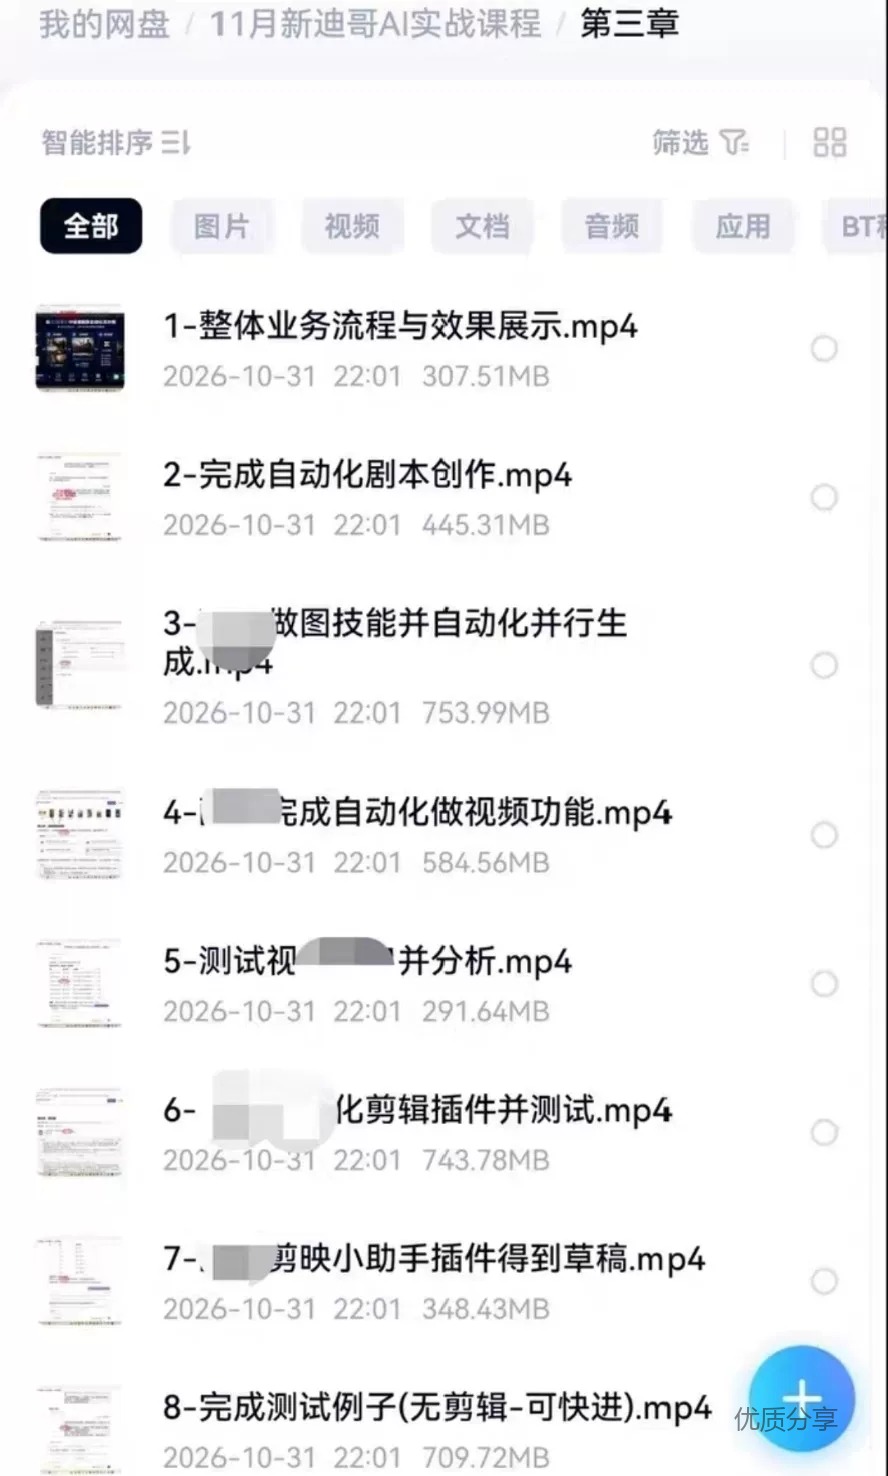 我的网盘 / 11月新迪哥AI实战课程 / 第三章
智能排序 筛选
全部 图片 视频 文档 音频 应用 BT
1-整体业务流程与效果展示.mp4
2026-10-31 22:01 307.51MB
2-完成自动化剧本创作.mp4
2026-10-31 22:01 445.31MB
3-做图技能并自动化并行生
成.mp4
2026-10-31 22:01 753.99MB
4-完成自动化做视频功能.mp4
2026-10-31 22:01 584.56MB
5-测试视 并分析.mp4
2026-10-31 22:01 291.64MB
6- 化剪辑插件并测试.mp4
2026-10-31 22:01 743.78MB
7- 剪映小助手插件得到草稿.mp4
2026-10-31 22:01 348.43MB
8-完成测试例子(无剪辑-可快进).mp4
2026-10-31 22:01 709.72MB
优质分享